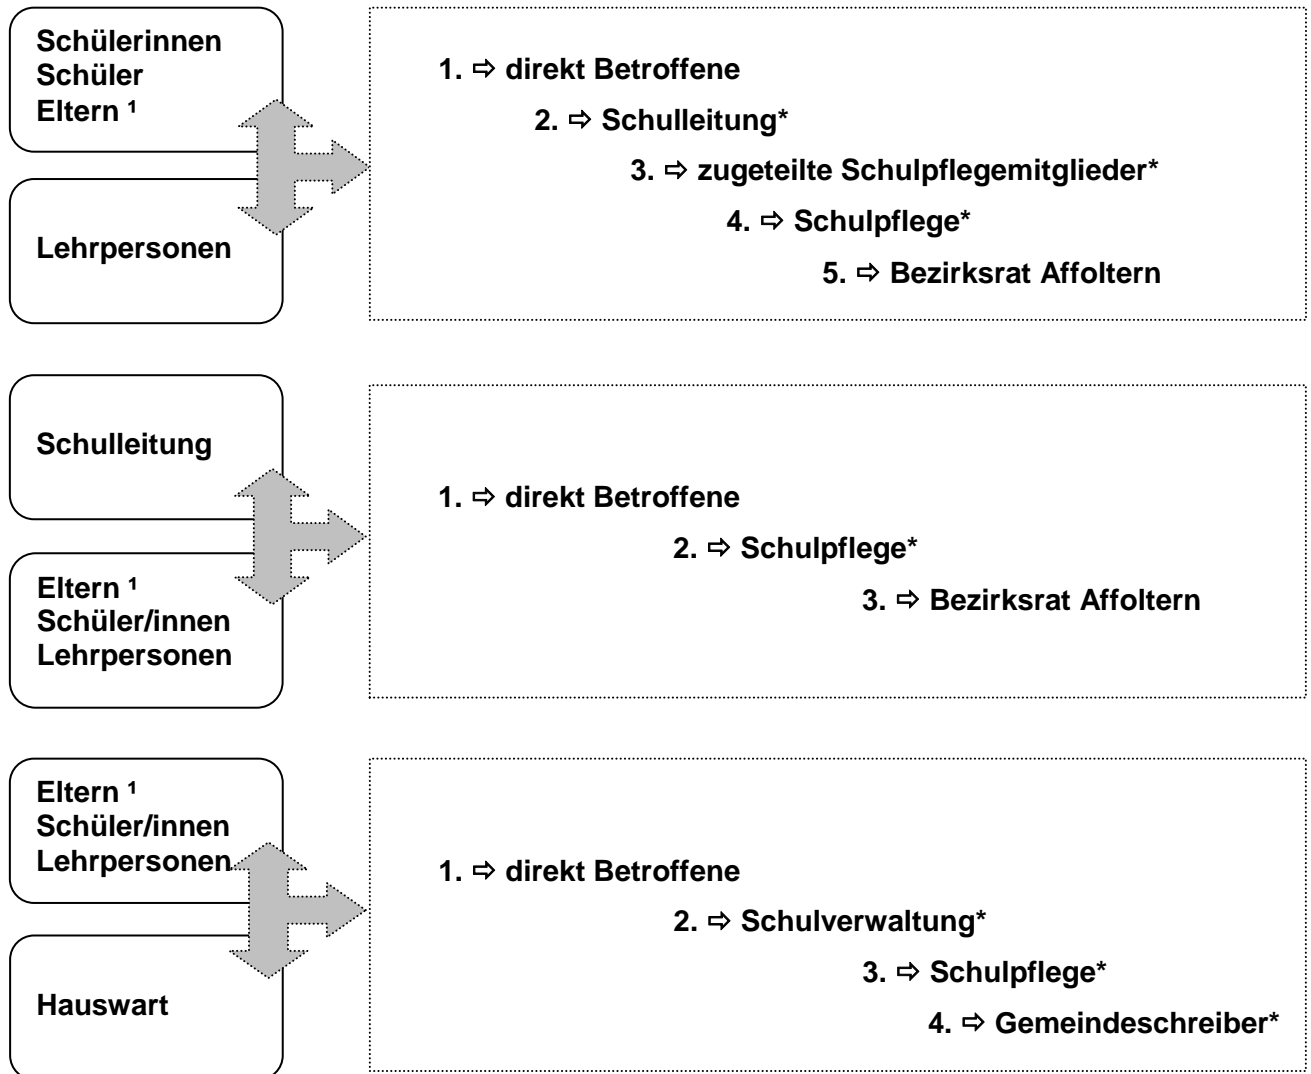 Schülerinnen
Schüler
Eltern ¹
Lehrpersonen
1. ⇨ direkt Betroffene
2. ⇨ Schulleitung*
3. ⇨ zugeteilte Schulpflegemitglieder*
4. ⇨ Schulpflege*
5. ⇨ Bezirksrat Affoltern
Schulleitung
Eltern ¹
Schüler/innen
Lehrpersonen
1. ⇨ direkt Betroffene
2. ⇨ Schulpflege*
3. ⇨ Bezirksrat Affoltern
Eltern ¹
Schüler/innen
Lehrpersonen
Hauswart
1. ⇨ direkt Betroffene
2. ⇨ Schulverwaltung*
3. ⇨ Schulpflege*
4. ⇨ Gemeindeschreiber*